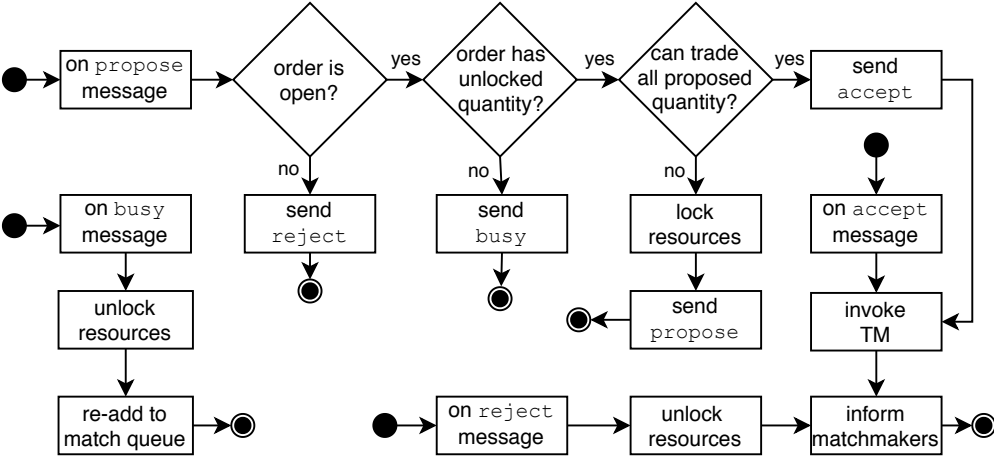 on propose
message
order is
open?
yes
order has
unlocked
quantity?
yes
can trade
all proposed
quantity?
yes
send
accept
no
no
no
on busy
message
send
reject
send
busy
lock
resources
on accept
message
unlock
resources
send
propose
invoke
TM
re-add to
match queue
on reject
message
unlock
resources
inform
matchmakers